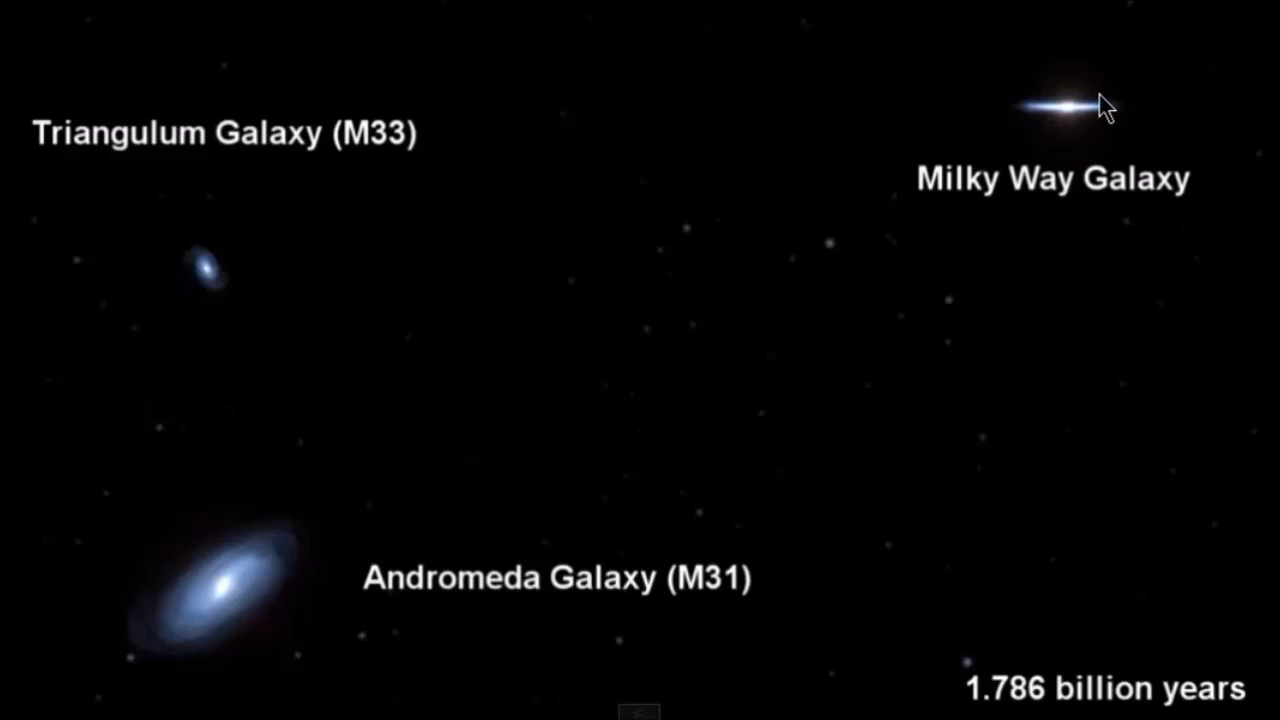 Triangulum Galaxy (M33)
Milky Way Galaxy
Andromeda Galaxy (M31)
1.786 billion years